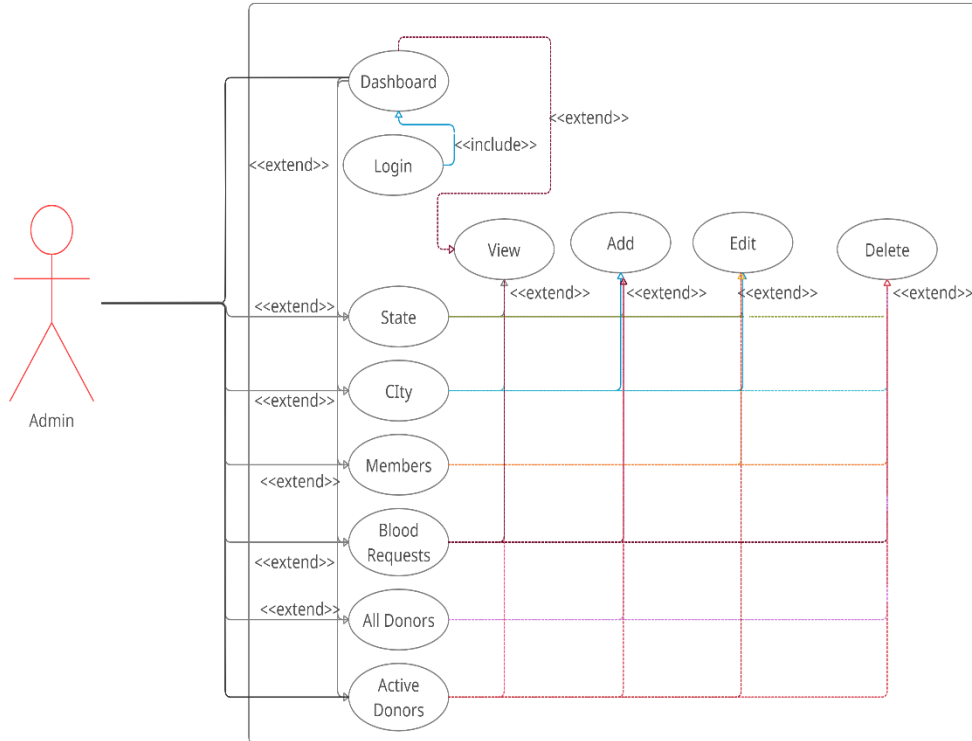 Dashboard
<<extend>>
<<include>>
Login
<<extend>>
View
Add
Edit
Delete
<<extend>>
<<extend>>
<<extend>>
<<extend>>
<<extend>>
State
CIty
<<extend>>
Admin
Members
<<extend>>
Blood
Requests
<<extend>>
<<extend>>
All Donors
Active
Donors